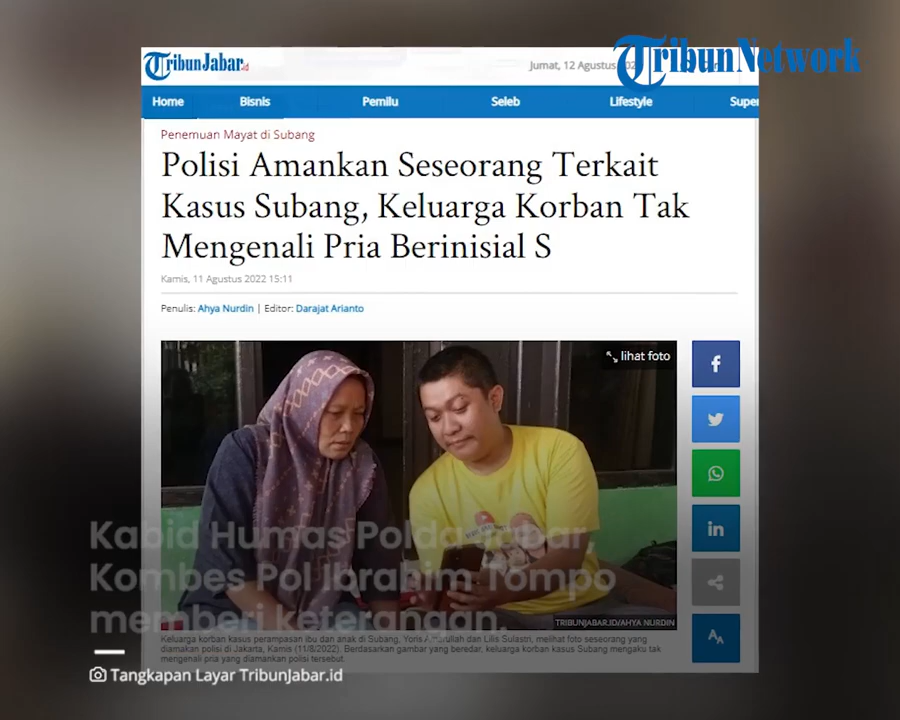 TribunJabar.id
Jumat, 12 Agustus
TribunNetwork
Home Bisnis Pemilu Seleb Lifestyle Super
Penemuan Mayat di Subang
Polisi Amankan Seseorang Terkait
Kasus Subang, Keluarga Korban Tak
Mengenali Pria Berinisial S
Kamis, 11 Agustus 2022 15:11
Penulis: Ahya Nurdin | Editor: Darajat Arianto
lihat foto
Kabid Humas Polda Jabar,
Kombes Pol Ibrahim Tompo
memberi keterangan.
TRIBUNJABAR.ID/AHYA NURDIN
Keluarga korban kasus perampasan ibu dan anak di Subang, Yoris Amarullah dan Lilis Sulastri, melihat foto seseorang yang
diamakan polisi di Jakarta, Kamis (11/8/2022). Berdasarkan gambar yang beredar, keluarga korban kasus Subang mengaku tak
mengenali pria yang diamankan polisi tersebut.
Tangkapan Layar TribunJabar.id